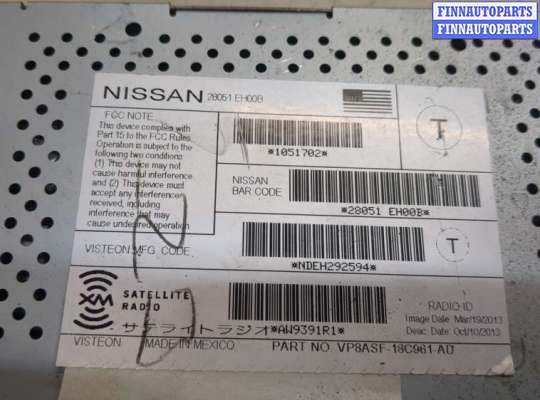 FINNAUTOPARTS
FINNAUTOPARTS
NISSAN 28051 EH00B
FCC NOTE
This device complies with
Part 15 to the FCC Rules
Operation is subject to the
following two conditions
(1) This device may not
cause harmful interference
and (2) This device must
accept any interference
received, including
interference that may
cause undesired operation
*1051702*
T
NISSAN
BAR CODE
*28051 EH00B*
VISTEON MFG. CODE
*NDEH292594*
T
XM SATELLITE
RADIO
サテライトラジオ *AW9391R1*
RADIO ID
Image Date: Mar/19/2013
Deac Date: Oct/10/2013
VISTEON MADE IN MEXICO PART NO. VP8ASF-18C961-AD
FINNAUTOPARTS
FINNAUTOPARTS